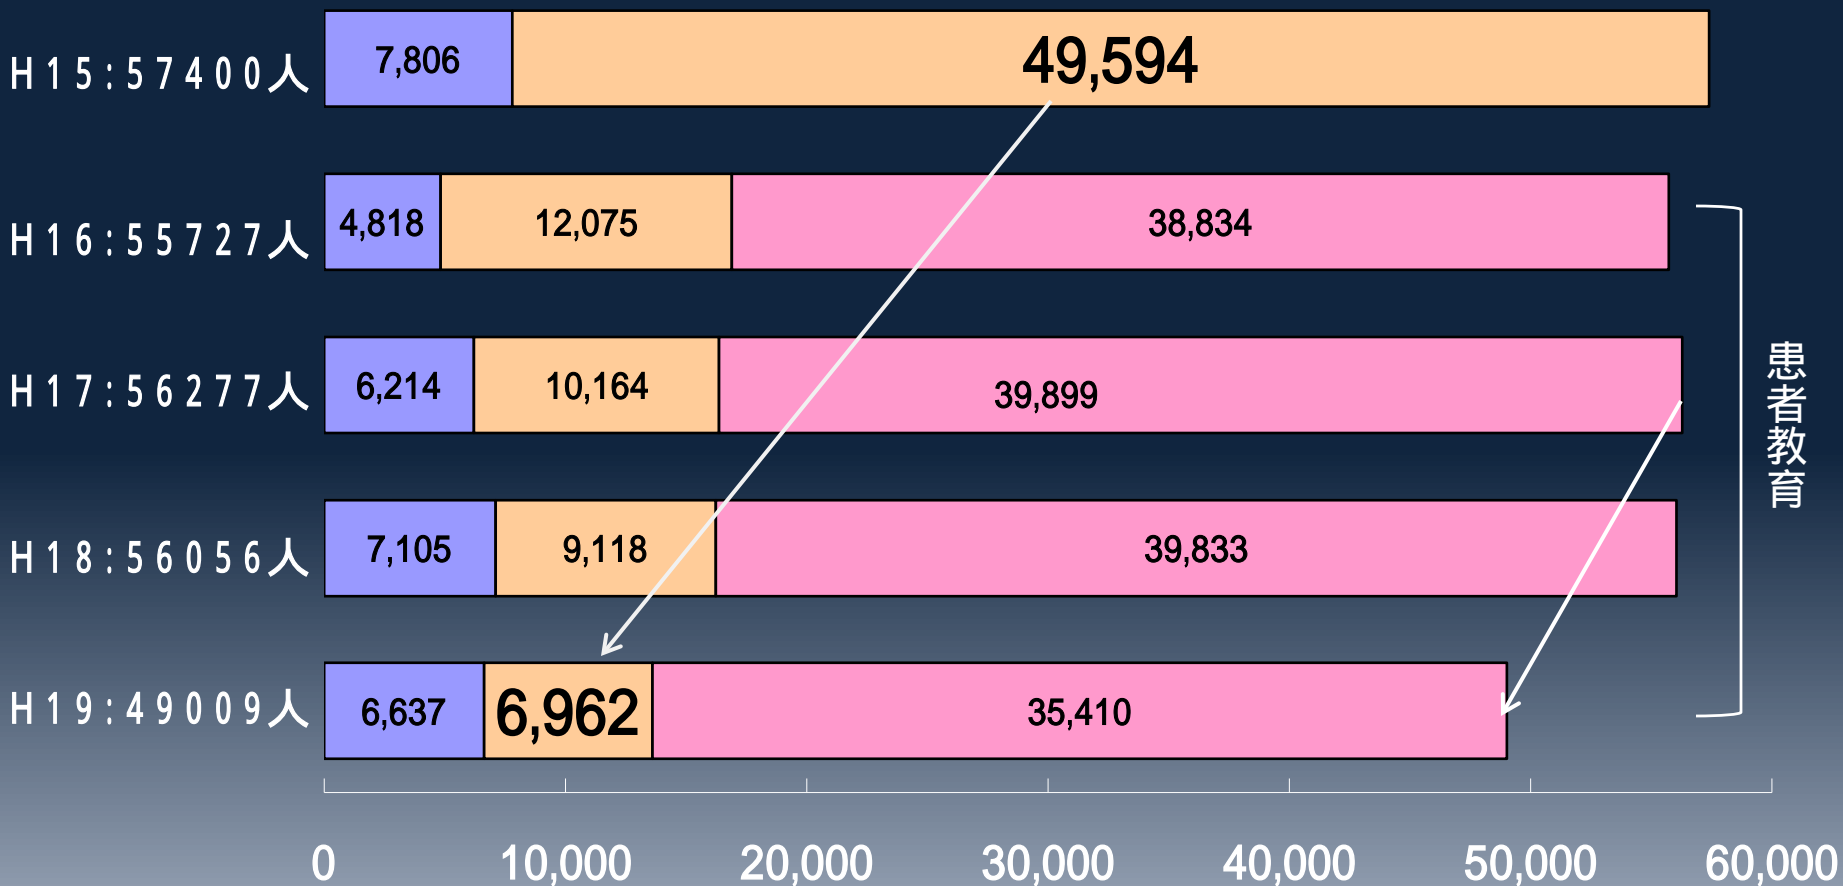 H15:57400人 7,806 49,594
H16:55727人 4,818 12,075 38,834
H17:56277人 6,214 10,164 39,899
H18:56056人 7,105 9,118 39,833
H19:49009人 6,637 6,962 35,410
患者教育
0 10,000 20,000 30,000 40,000 50,000 60,000